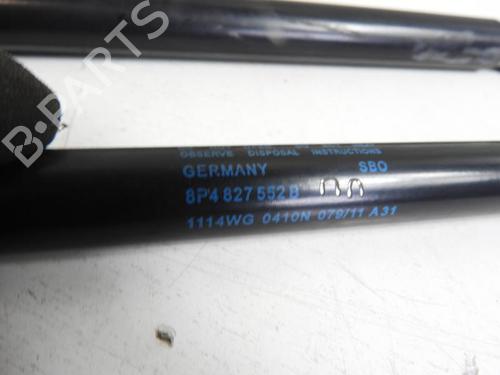 B-PARTS
OBSERVE DISPOSAL INSTRUCTIONS
GERMANY SBO
8P4 827 552 B
1114WG 0410N 079/11 A31